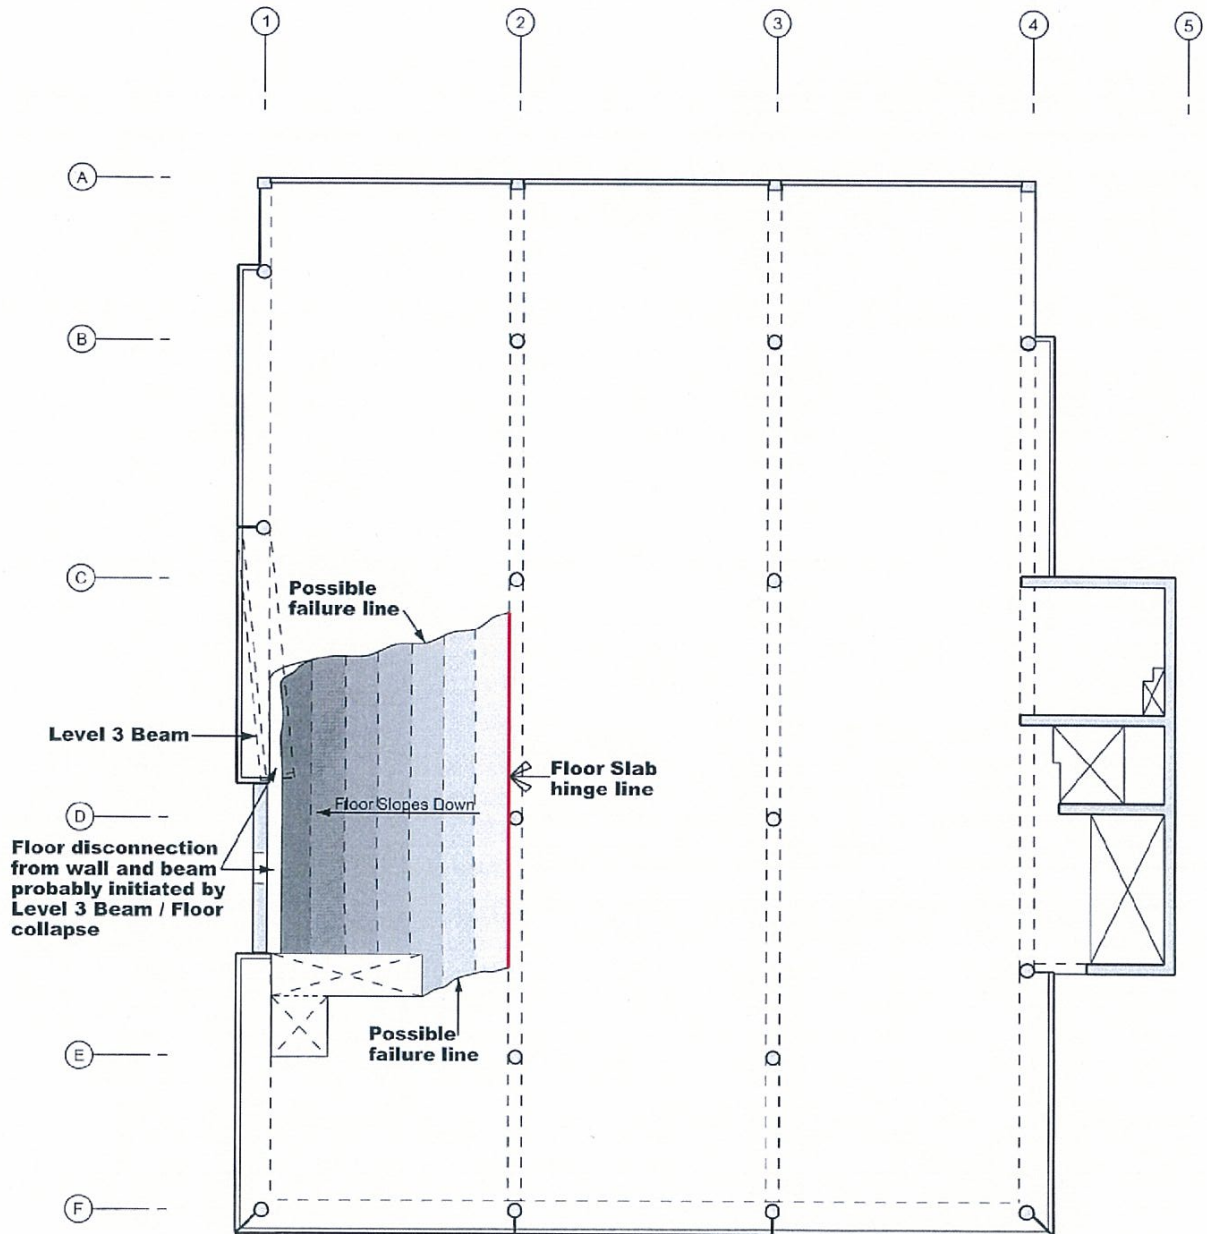 1
2
3
4
5
A
B
C
Possible
failure line
Level 3 Beam
Floor Slab
hinge line
Floor Slopes Down
D
Floor disconnection
from wall and beam
probably initiated by
Level 3 Beam / Floor
collapse
Possible
failure line
E
F